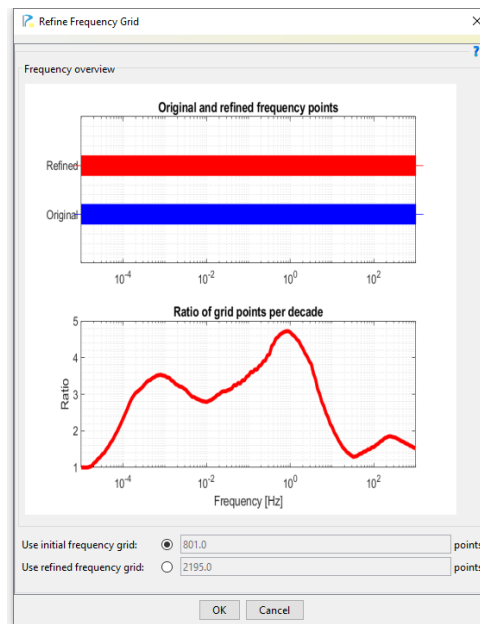 Refine Frequency Grid
?
Frequency overview
Original and refined frequency points
Refined
Original
10^-4 10^-2 10^0 10^2
Ratio of grid points per decade
5
4
3
2
1
Ratio
10^-4 10^-2 10^0 10^2
Frequency [Hz]
Use initial frequency grid: 801.0 points
Use refined frequency grid: 2195.0 points
OK Cancel